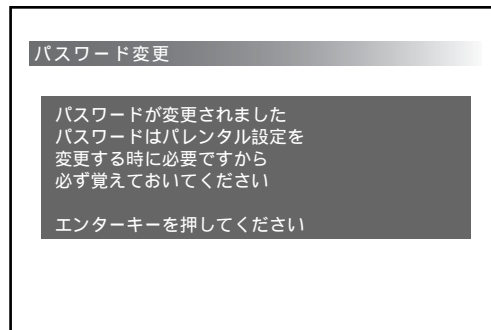 パスワード変更
パスワードが変更されました
パスワードはパレンタル設定を
変更する時に必要ですから
必ず覚えておいてください
エンターキーを押してください